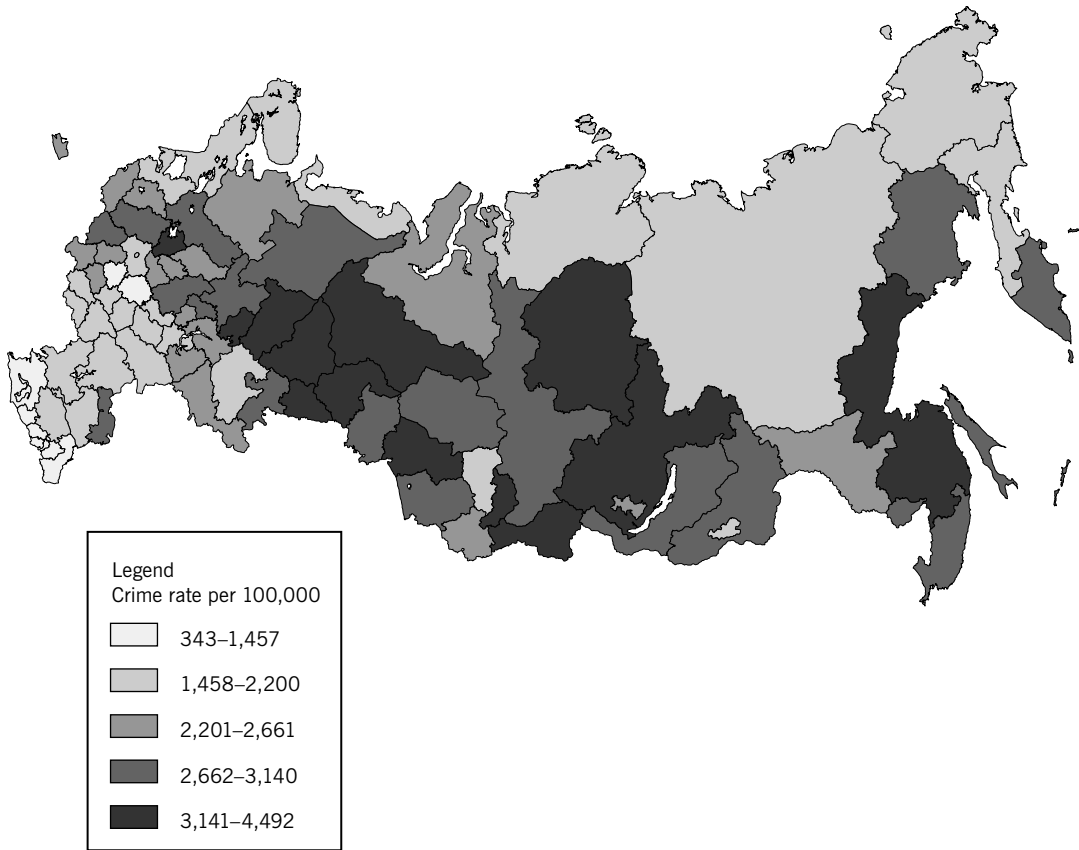 Legend
Crime rate per 100,000
343–1,457
1,458–2,200
2,201–2,661
2,662–3,140
3,141–4,492